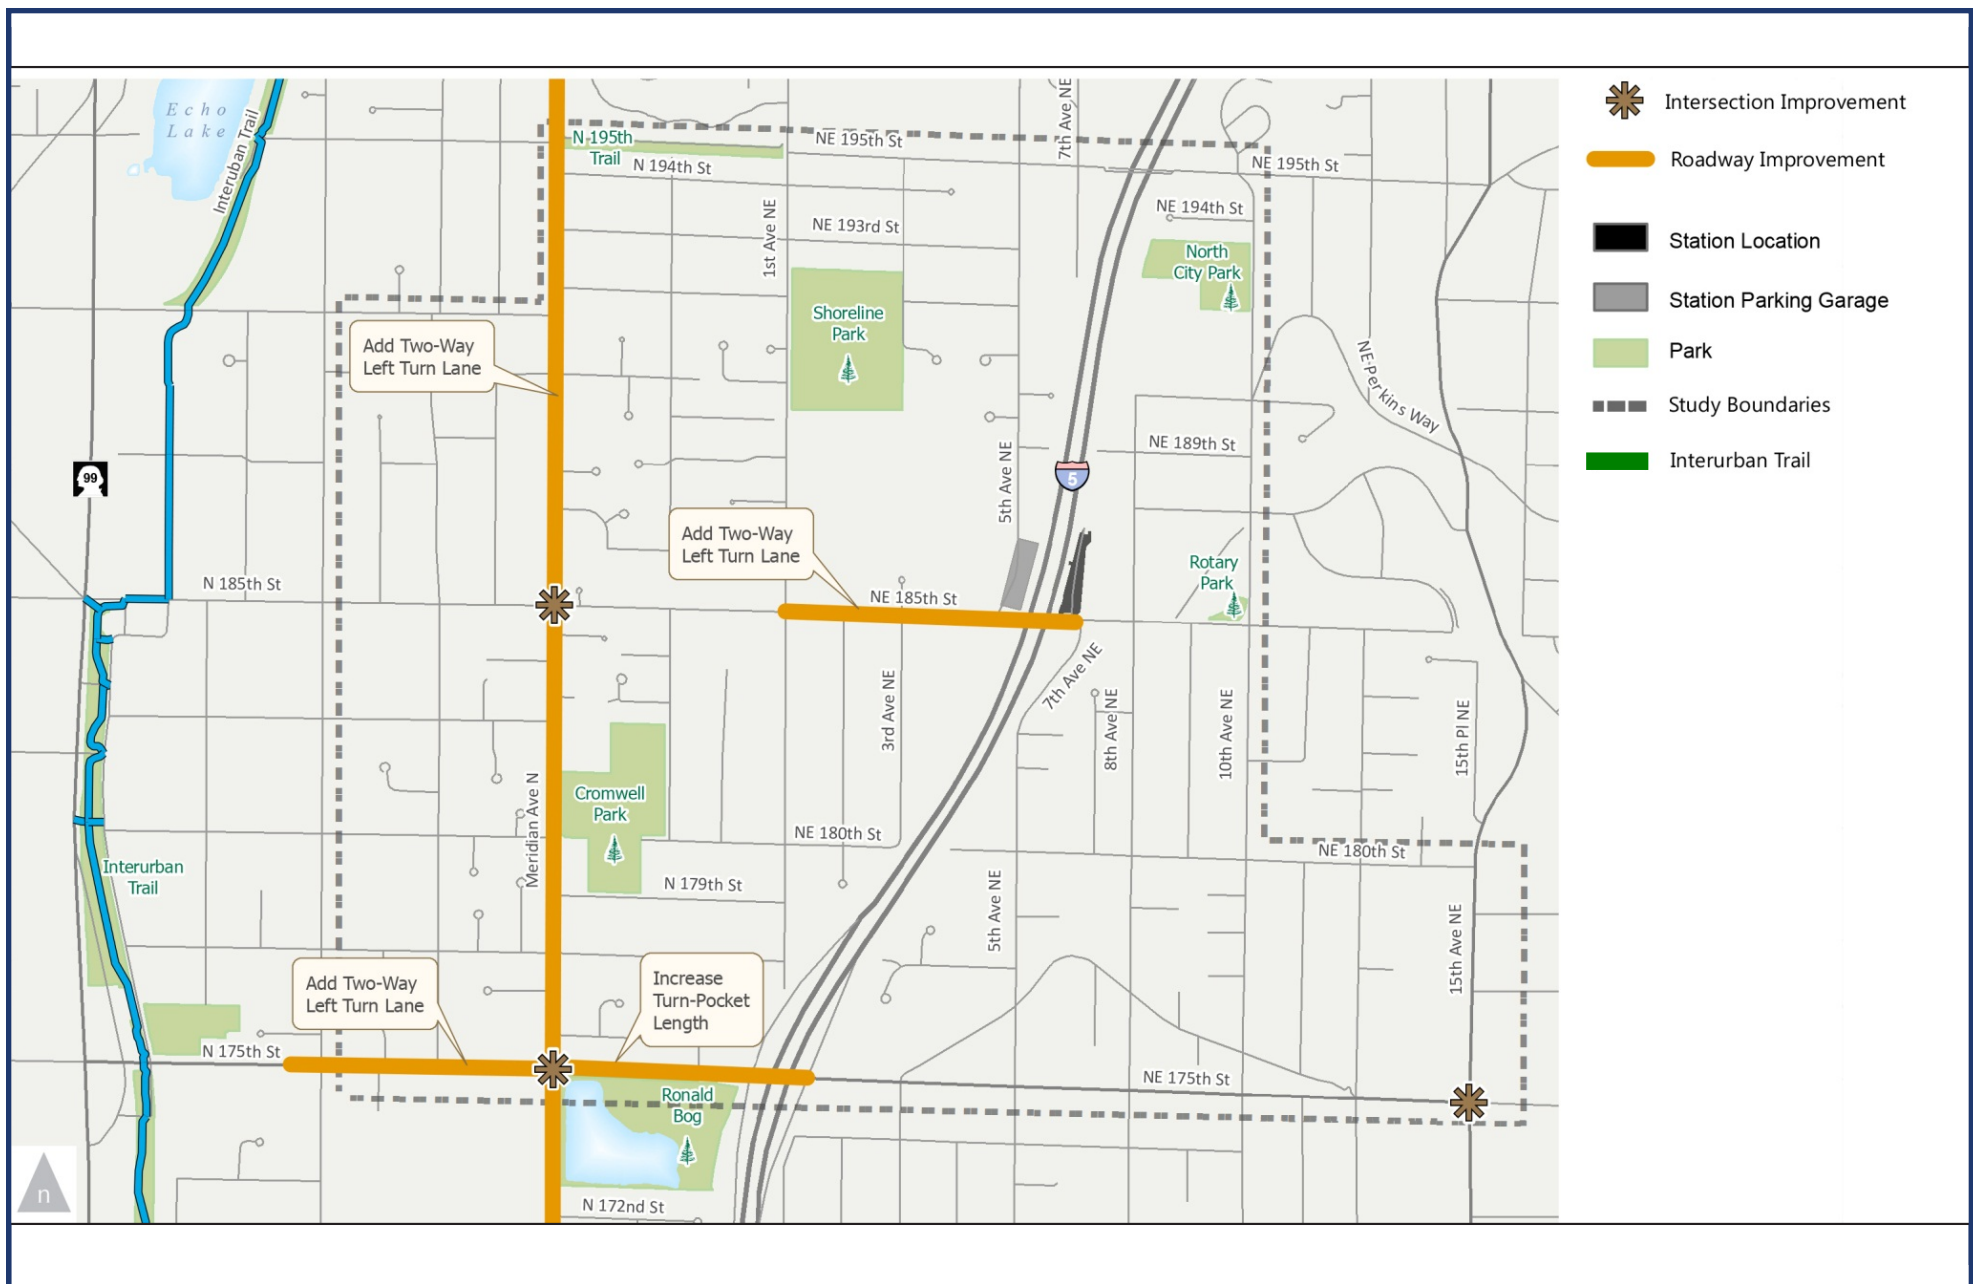 Echo
Lake
Interuban Trail
N 195th
Trail
N 194th St
NE 195th St
7th Ave NE
NE 195th St
NE 194th St
1st Ave NE
NE 193rd St
North
City Park
Shoreline
Park
Add Two-Way
Left Turn Lane
NE Perkins Way
NE 189th St
5th Ave NE
99
5
Add Two-Way
Left Turn Lane
N 185th St
NE 185th St
Rotary
Park
7th Ave NE
3rd Ave NE
8th Ave NE
10th Ave NE
15th Pl NE
Meridian Ave N
Cromwell
Park
NE 180th St
NE 180th St
Interurban
Trail
N 179th St
5th Ave NE
15th Ave NE
Add Two-Way
Left Turn Lane
Increase
Turn-Pocket
Length
N 175th St
NE 175th St
Ronald
Bog
N 172nd St
n
Intersection Improvement
Roadway Improvement
Station Location
Station Parking Garage
Park
Study Boundaries
Interurban Trail